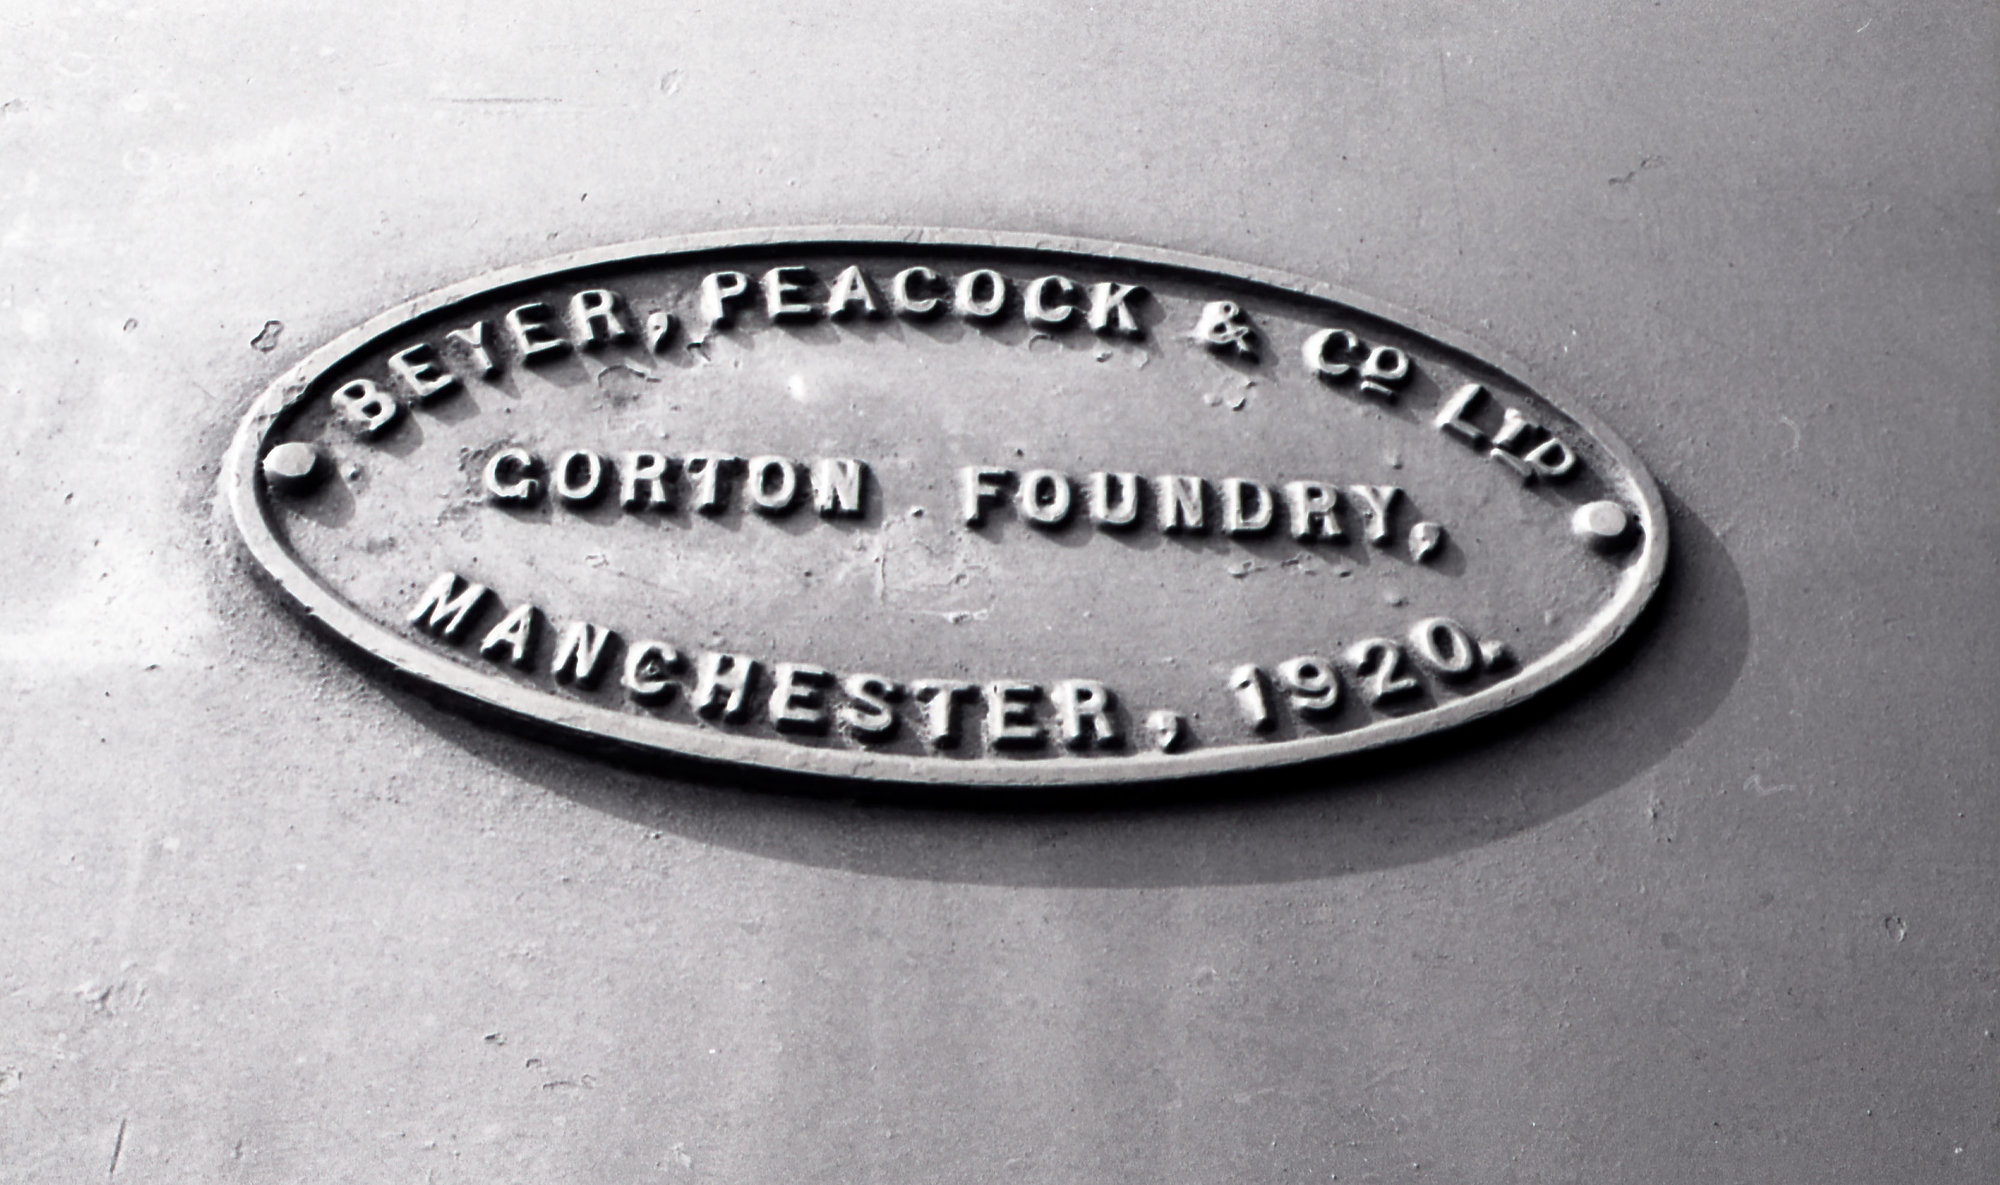 BEYER, PEACOCK & Co LTD
GORTON FOUNDRY,
MANCHESTER, 1920.